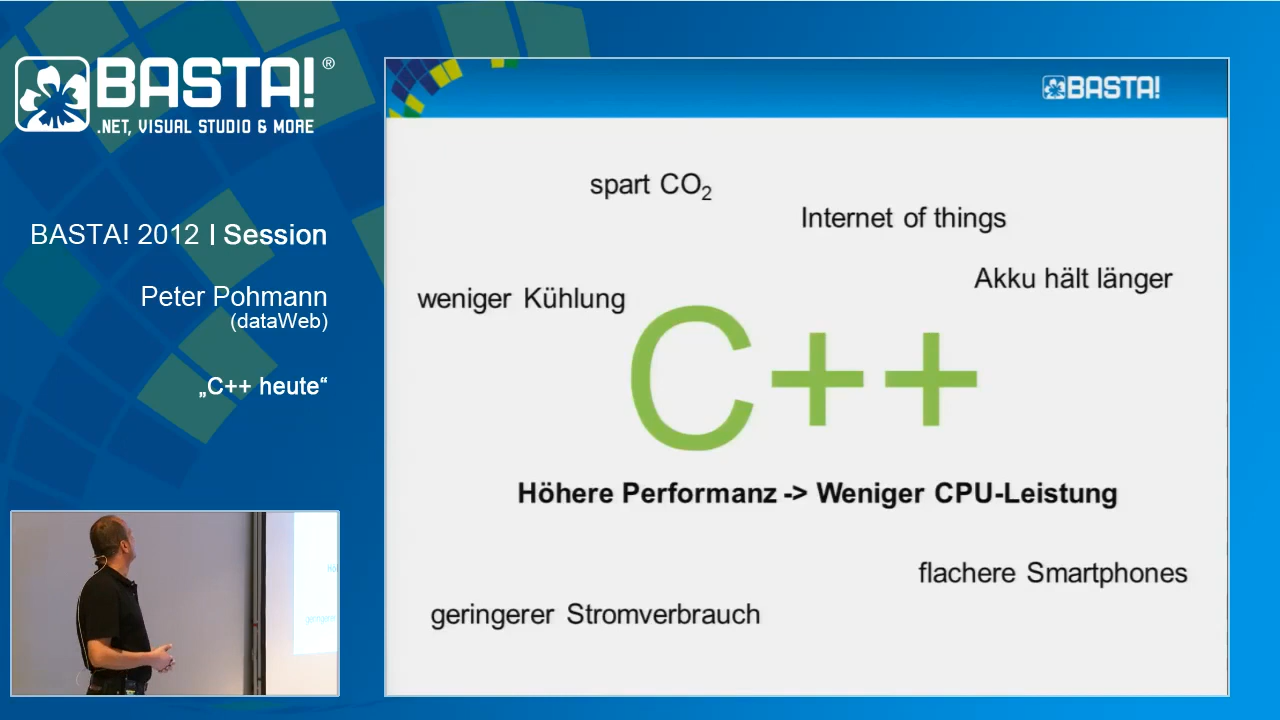 BASTA!®
.NET, VISUAL STUDIO & MORE
BASTA! 2012 | Session
Peter Pohmann
(dataWeb)
„C++ heute“
BASTA!
spart CO₂
Internet of things
Akku hält länger
weniger Kühlung
C++
Höhere Performanz -> Weniger CPU-Leistung
flachere Smartphones
geringerer Stromverbrauch